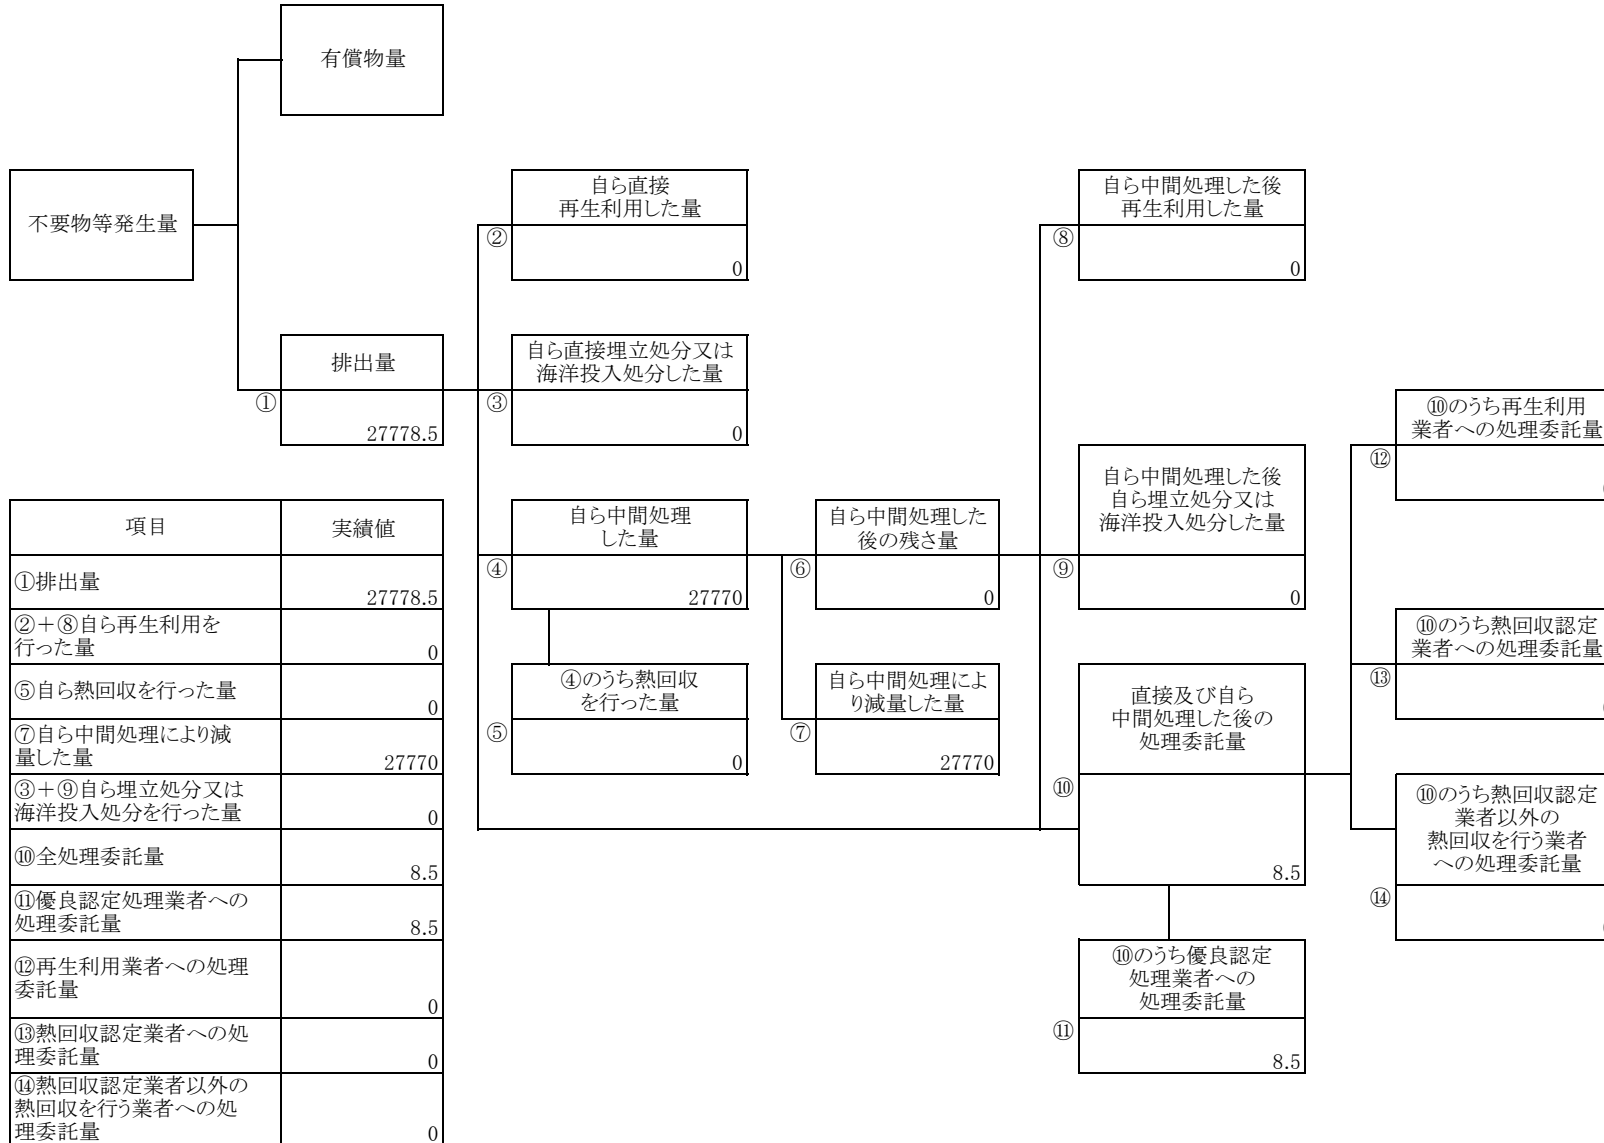 有償物量
不要物等発生量
自ら直接
再生利用した量
②
0
自ら中間処理した後
再生利用した量
⑧
0
排出量
①
27778.5
自ら直接埋立処分又は
海洋投入処分した量
③
0
自ら中間処理
した量
④
27770
自ら中間処理した
後の残さ量
⑥
0
自ら中間処理した後
自ら埋立処分又は
海洋投入処分した量
⑨
0
⑩のうち再生利用
業者への処理委託量
⑫
④のうち熱回収
を行った量
⑤
0
自ら中間処理によ
り減量した量
⑦
27770
直接及び自ら
中間処理した後の
処理委託量
⑩
8.5
⑩のうち熱回収認定
業者への処理委託量
⑬
⑩のうち熱回収認定
業者以外の
熱回収を行う業者
への処理委託量
⑭
⑩のうち優良認定
処理業者への
処理委託量
⑪
8.5
項目 実績値
①排出量
27778.5
②＋⑧自ら再生利用を
行った量 0
⑤自ら熱回収を行った量
0
⑦自ら中間処理により減
量した量 27770
③＋⑨自ら埋立処分又は
海洋投入処分を行った量 0
⑩全処理委託量
8.5
⑪優良認定処理業者への
処理委託量 8.5
⑫再生利用業者への処理
委託量
0
⑬熱回収認定業者への処
理委託量 0
⑭熱回収認定業者以外の
熱回収を行う業者への処
理委託量 0